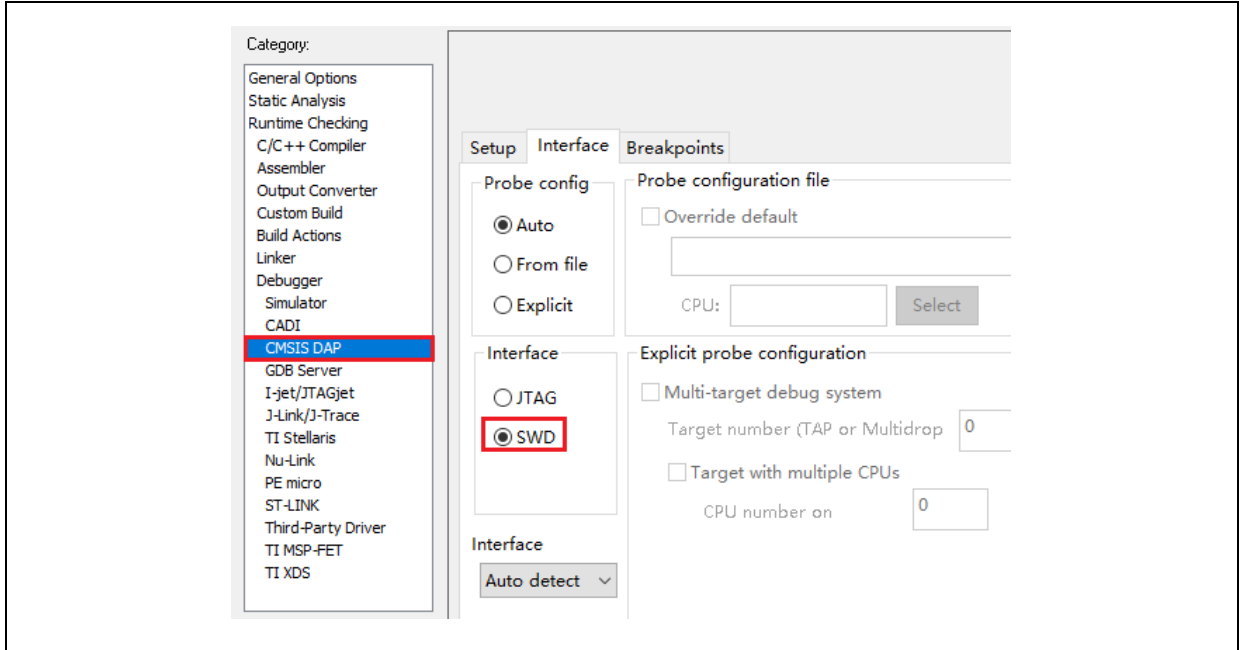 Category:
General Options
Static Analysis
Runtime Checking
C/C++ Compiler
Assembler
Output Converter
Custom Build
Build Actions
Linker
Debugger
Simulator
CADI
CMSIS DAP
GDB Server
I-jet/JTAGjet
J-Link/J-Trace
TI Stellaris
Nu-Link
PE micro
ST-LINK
Third-Party Driver
TI MSP-FET
TI XDS
Setup Interface Breakpoints
Probe config
Auto
From file
Explicit
Probe configuration file
Override default
CPU: Select
Interface
JTAG
SWD
Explicit probe configuration
Multi-target debug system
Target number (TAP or Multidrop 0
Target with multiple CPUs
CPU number on 0
Interface
Auto detect